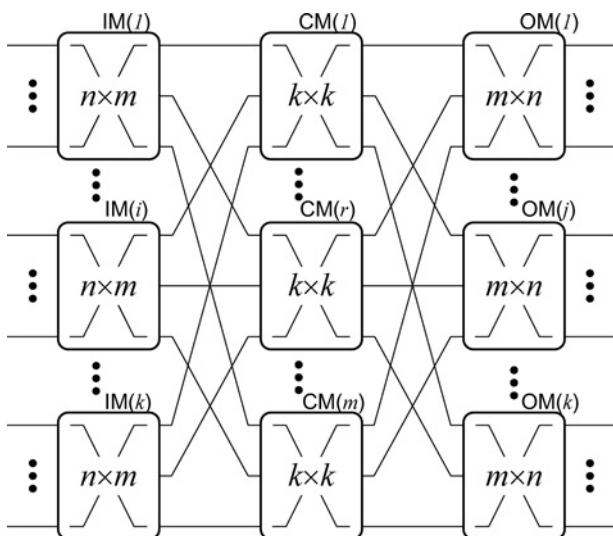 IM(1) CM(1) OM(1)
n×m k×k m×n
IM(i) CM(r) OM(j)
n×m k×k m×n
IM(k) CM(m) OM(k)
n×m k×k m×n